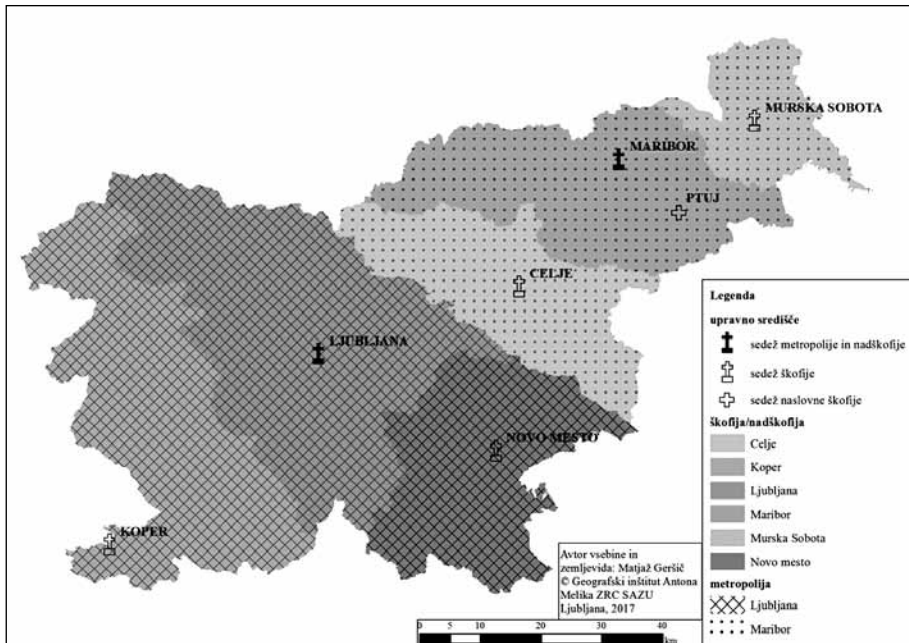 MURSKA SOBOTA
MARIBOR
PTUJ
CELJE
LJUBLJANA
NOVO MESTO
KOPER
Legenda
upravno središče
sedež metropolije in nadškofije
sedež škofije
sedež naslovne škofije
škofija/nadškofija
Celje
Koper
Ljubljana
Maribor
Murska Sobota
Novo mesto
metropolija
Ljubljana
Maribor
Avtor vsebine in
zemljevida: Matjaž Geršič
© Geografski inštitut Antona
Melika ZRC SAZU
Ljubljana, 2017
0 5 10 20 30 40
km